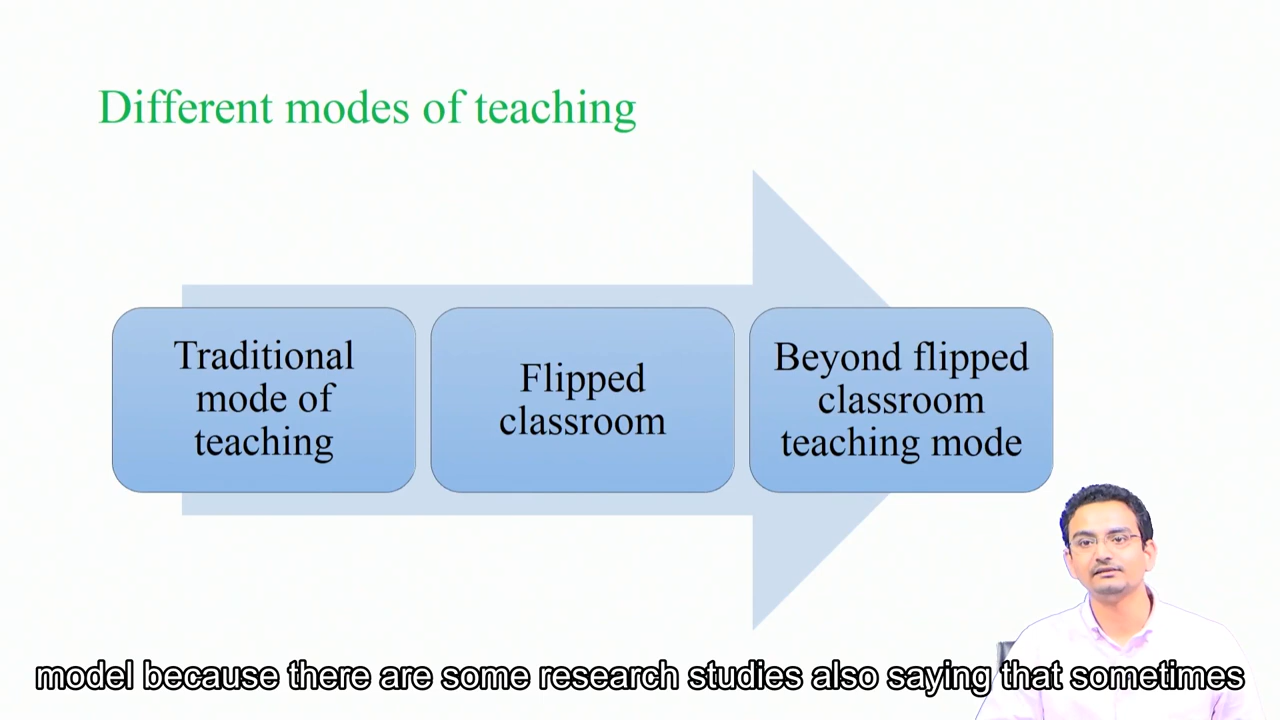 Different modes of teaching
Traditional
mode of
teaching
Flipped
classroom
Beyond flipped
classroom
teaching mode
model because there are some research studies also saying that sometimes